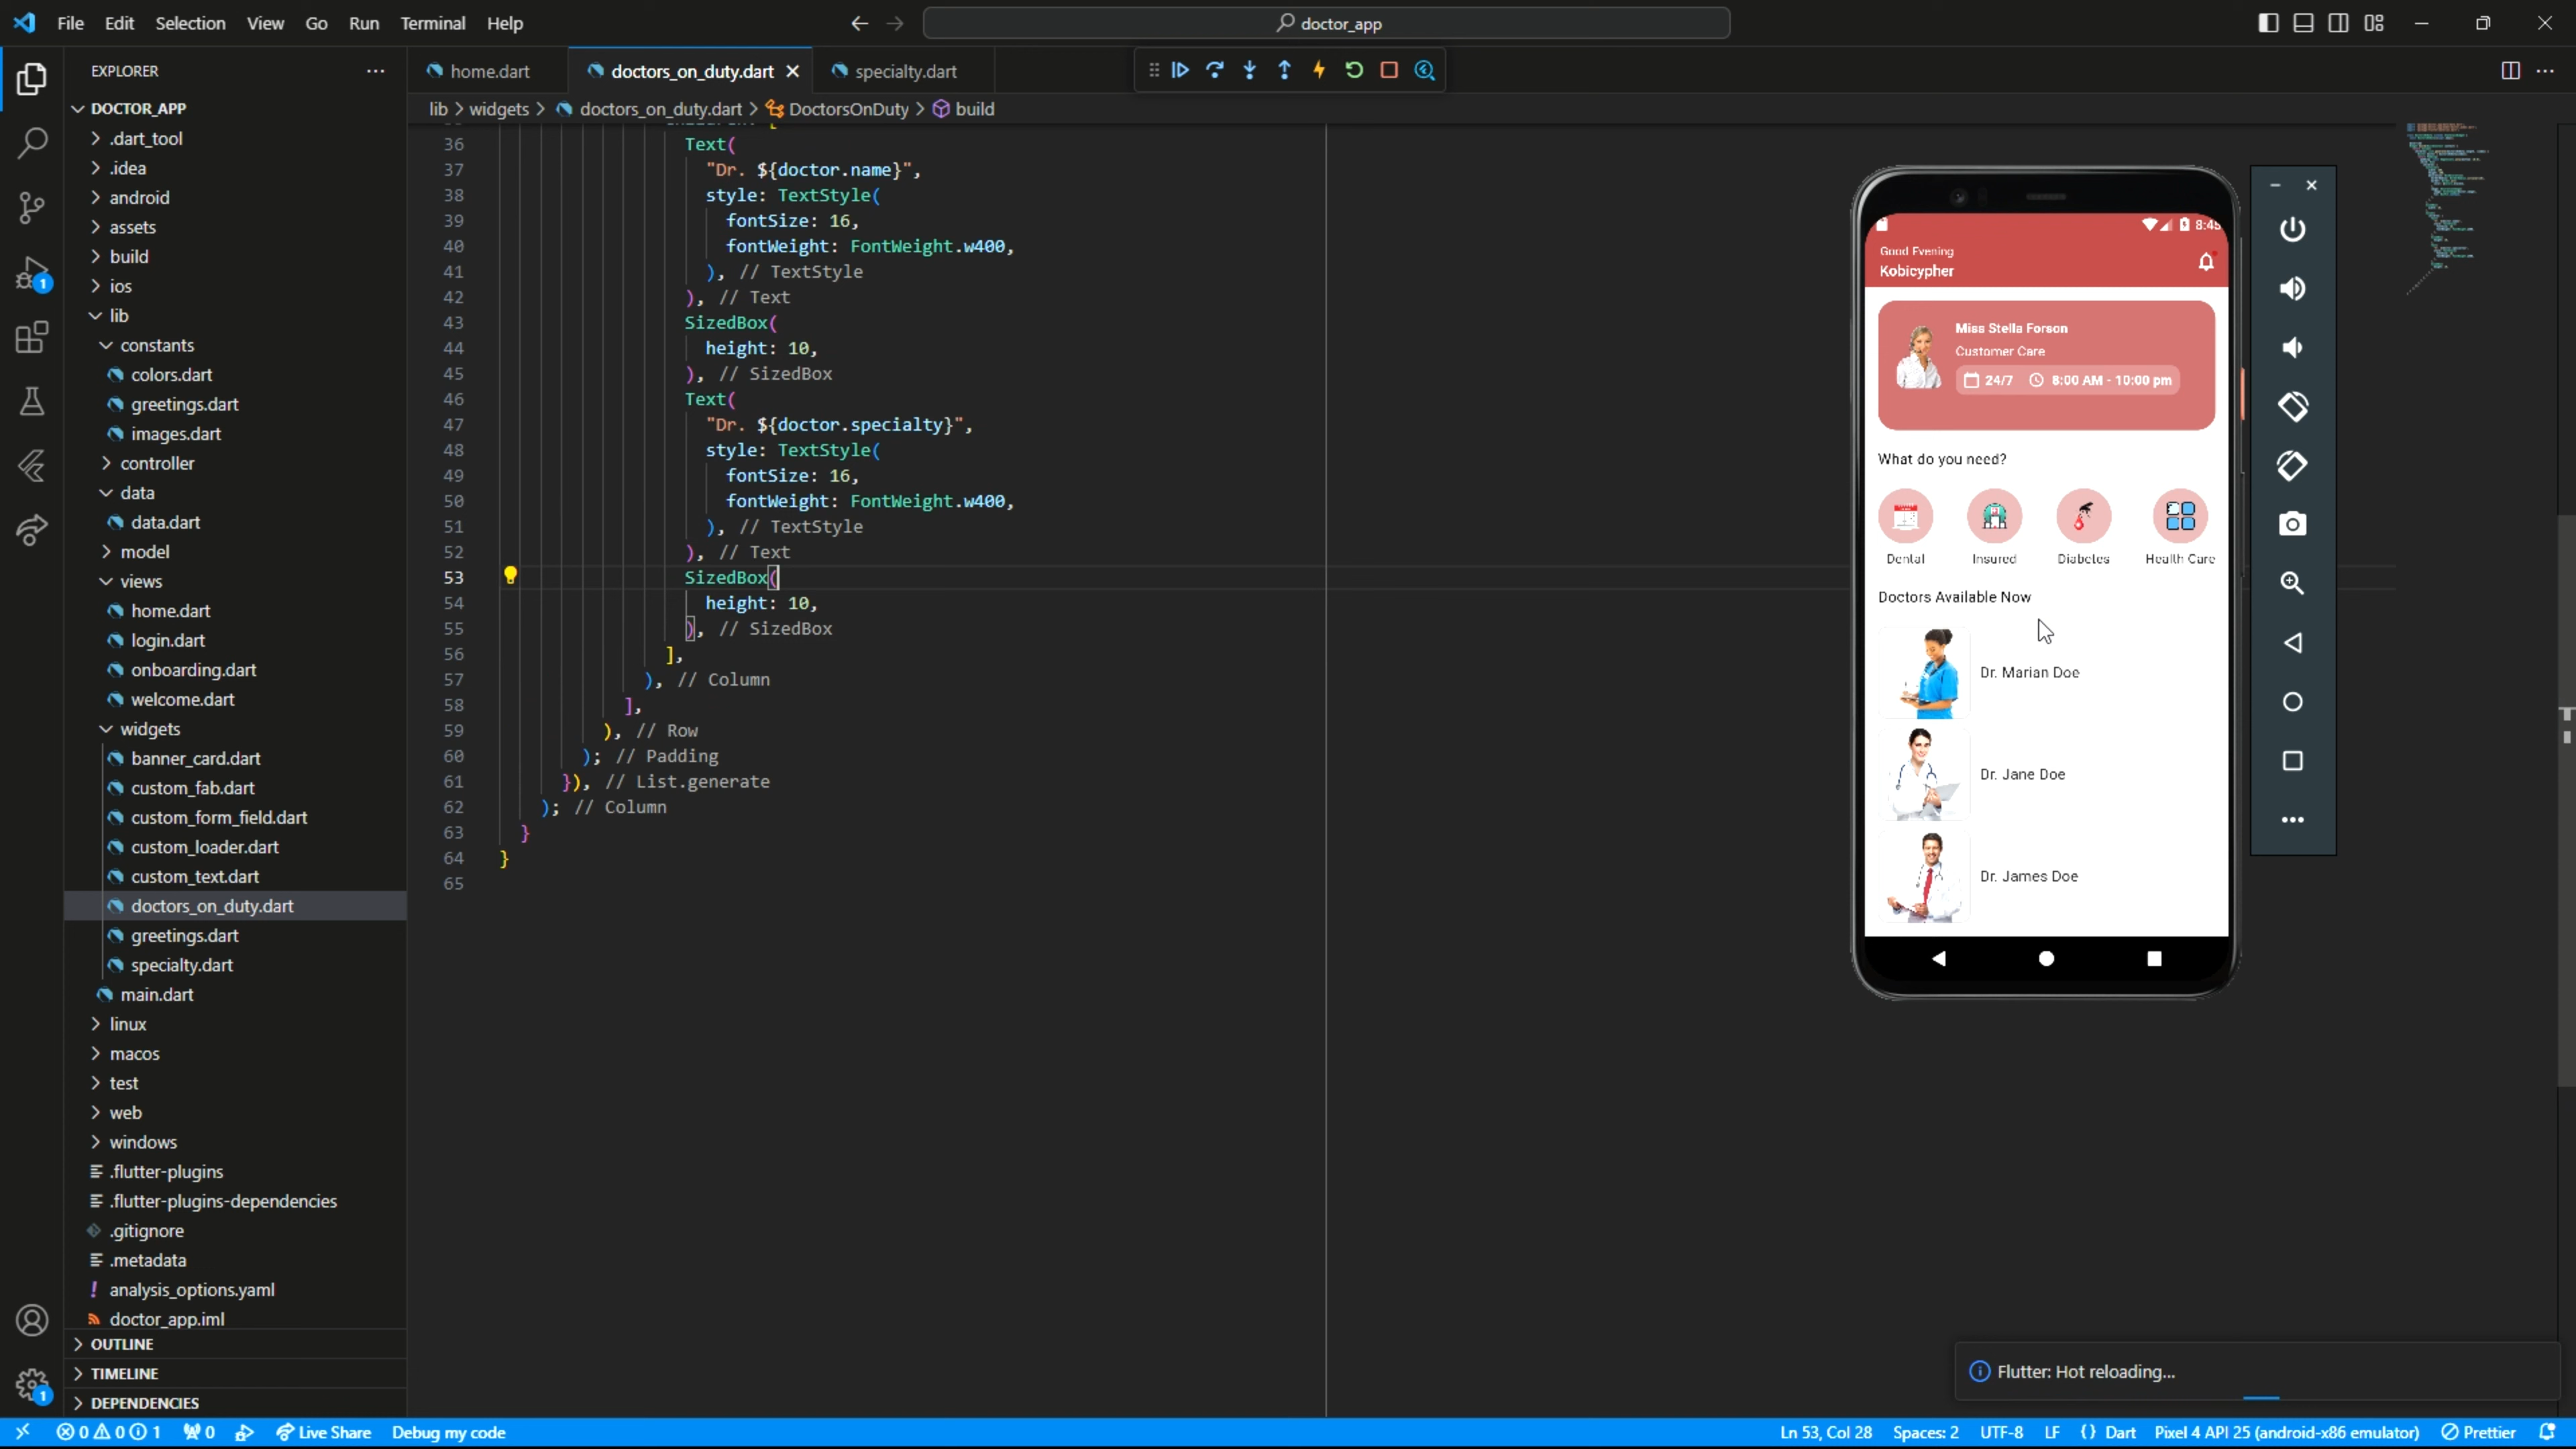 File Edit Selection View Go Run Terminal Help
doctor_app
EXPLORER
DOCTOR_APP
.dart_tool
.idea
android
assets
build
ios
lib
constants
colors.dart
greetings.dart
images.dart
controller
data
data.dart
model
views
home.dart
login.dart
onboarding.dart
welcome.dart
widgets
banner_card.dart
custom_fab.dart
custom_form_field.dart
custom_loader.dart
custom_text.dart
doctors_on_duty.dart
greetings.dart
specialty.dart
main.dart
linux
macos
test
web
windows
.flutter-plugins
.flutter-plugins-dependencies
.gitignore
.metadata
analysis_options.yaml
doctor_app.iml
OUTLINE
TIMELINE
DEPENDENCIES
1
1
home.dart doctors_on_duty.dart specialty.dart
lib > widgets > doctors_on_duty.dart > DoctorsOnDuty > build
36 Text(
37 "Dr. ${doctor.name}",
38 style: TextStyle(
39 fontSize: 16,
40 fontWeight: FontWeight.w400,
41 ), // TextStyle
42 ), // Text
43 SizedBox(
44 height: 10,
45 ), // SizedBox
46 Text(
47 "Dr. ${doctor.specialty}",
48 style: TextStyle(
49 fontSize: 16,
50 fontWeight: FontWeight.w400,
51 ), // TextStyle
52 ), // Text
53 SizedBox(
54 height: 10,
55 ), // SizedBox
56 ],
57 ), // Column
58 ],
59 ), // Row
60 ); // Padding
61 }), // List.generate
62 ); // Column
63 }
64 }
65
8:45
Good Evening
Kobicypher
Miss Stella Forson
Customer Care
24/7 8:00 AM - 10:00 pm
What do you need?
Dental Insured Diabetes Health Care
Doctors Available Now
Dr. Marian Doe
Dr. Jane Doe
Dr. James Doe
Flutter: Hot reloading...
0 0 1 0 Live Share Debug my code
Ln 53, Col 28 Spaces: 2 UTF-8 LF {} Dart Pixel 4 API 25 (android-x86 emulator) Prettier